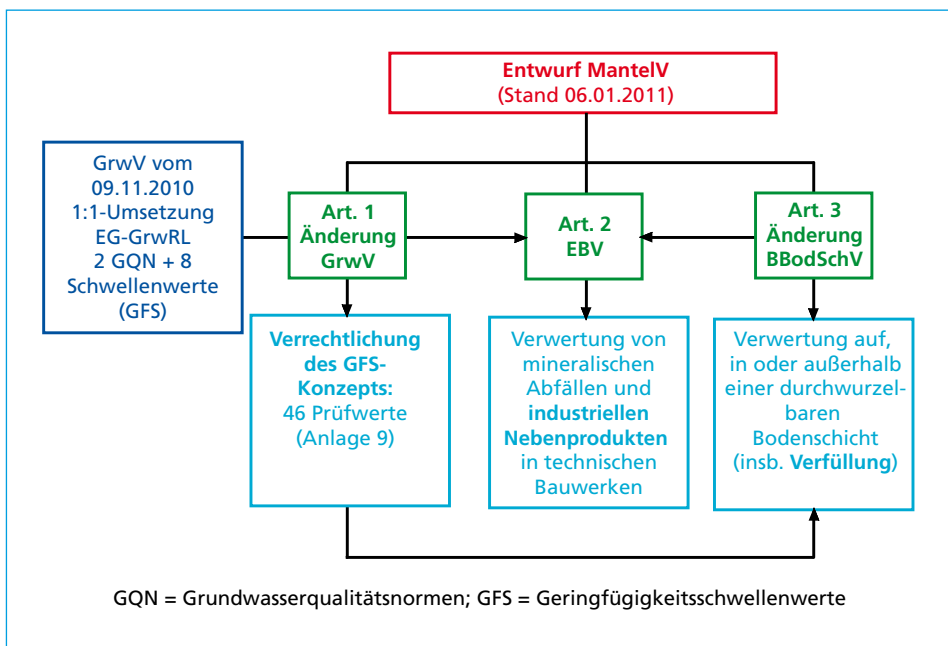 Entwurf MantelV
(Stand 06.01.2011)
GrwV vom
09.11.2010
1:1-Umsetzung
EG-GrwRL
2 GQN + 8
Schwellenwerte
(GFS)
Art. 1
Änderung
GrwV
Art. 2
EBV
Art. 3
Änderung
BBodSchV
Verrechtlichung
des GFS-
Konzepts:
46 Prüfwerte
(Anlage 9)
Verwertung von
mineralischen
Abfällen und
industriellen
Nebenprodukten
in technischen
Bauwerken
Verwertung auf,
in oder außerhalb
einer durchwurzel-
baren
Bodenschicht
(insb. Verfüllung)
GQN = Grundwasserqualitätsnormen; GFS = Geringfügigkeitsschwellenwerte